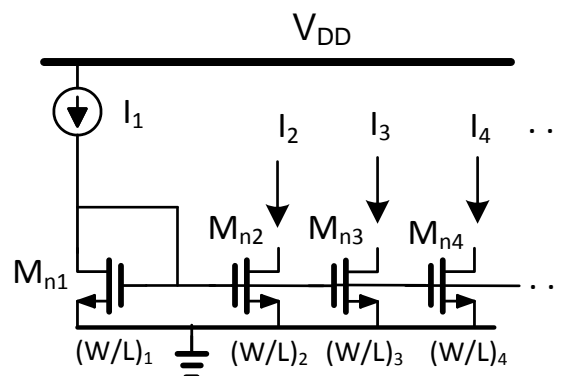 V_DD
I_1
I_2
I_3
I_4
. .
M_n1
M_n2
M_n3
M_n4
. .
(W/L)_1
(W/L)_2
(W/L)_3
(W/L)_4